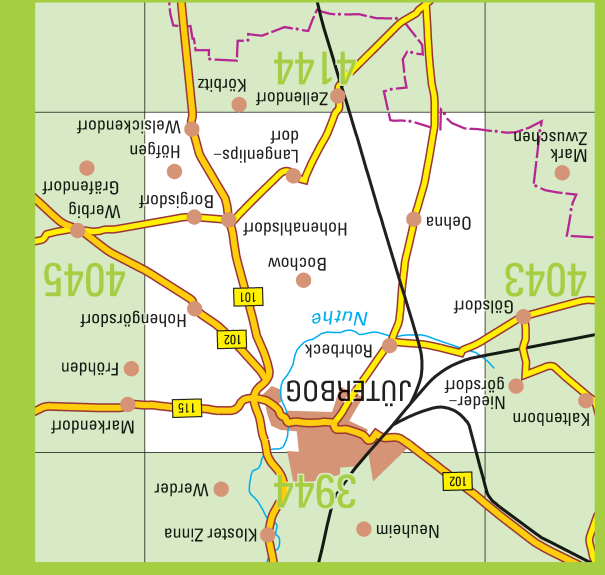 Neuheim
Kloster Zinna
3944
Werder
102
Kaltenborn
Nieder-
görsdorf
JÜTERBOG
Markendorf
115
Fröhden
Rohrbeck
102
Nuthe
Hohengörsdorf
Gölsdorf
101
4043
4045
Bochow
Oehna
Hohenahlsdorf
Werbig
Borgisdorf
Gräfendorf
Mark
Zwuschen
Langenlips-
dorf
Höfgen
Welsickendorf
Zellendorf
Körbitz
4144